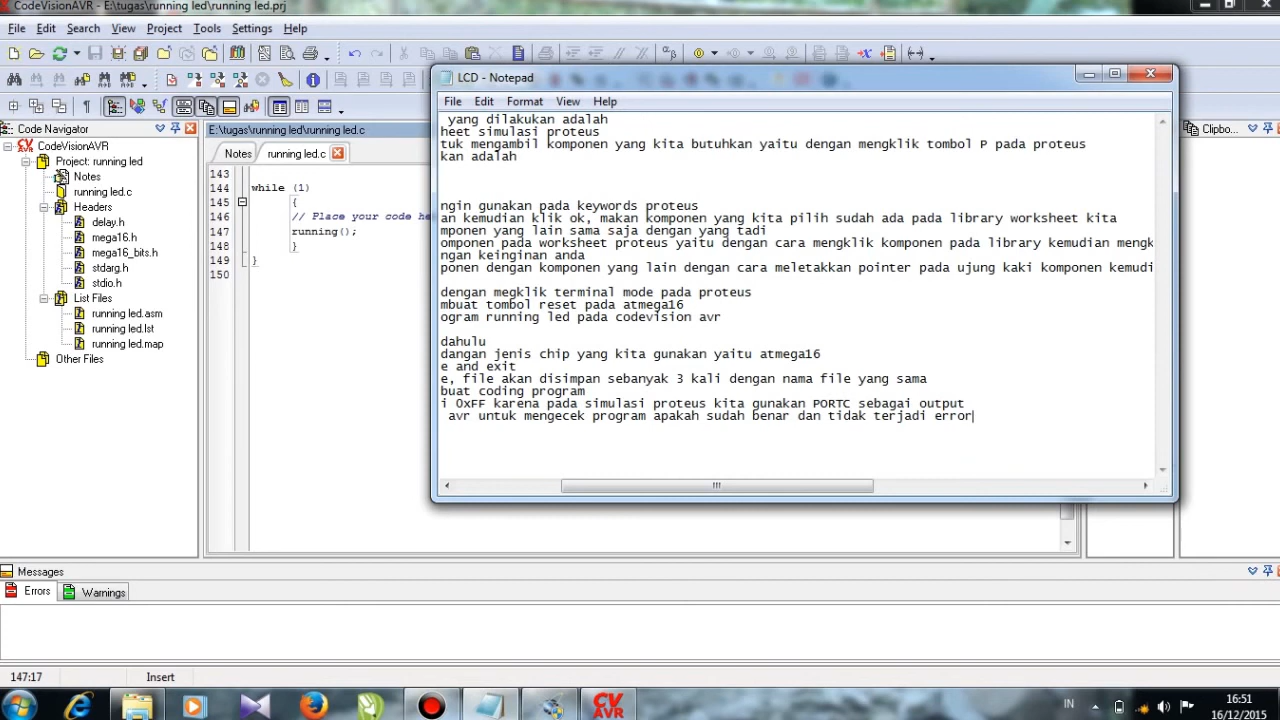 CodeVisionAVR - E:\tugas\running led\running led.prj
File Edit Search View Project Tools Settings Help
Code Navigator
CodeVisionAVR
Project: running led
Notes
running led.c
Headers
delay.h
mega16.h
mega16_bits.h
stdarg.h
stdio.h
List Files
running led.asm
running led.lst
running led.map
Other Files
E:\tugas\running led\running led.c
Notes running led.c
143
144 while (1)
145 {
146 // Place your code he
147 running();
148 }
149 }
150
LCD - Notepad
File Edit Format View Help
yang dilakukan adalah
heet simulasi proteus
tuk mengambil komponen yang kita butuhkan yaitu dengan mengklik tombol P pada proteus
kan adalah
ngin gunakan pada keywords proteus
an kemudian klik ok, makan komponen yang kita pilih sudah ada pada library worksheet kita
mponen yang lain sama saja dengan yang tadi
omponen pada worksheet proteus yaitu dengan cara mengklik komponen pada library kemudian mengk
ngan keinginan anda
ponen dengan komponen yang lain dengan cara meletakkan pointer pada ujung kaki komponen kemudi
dengan megklik terminal mode pada proteus
mbuat tombol reset pada atmega16
ogram running led pada codevision avr
dahulu
dangan jenis chip yang kita gunakan yaitu atmega16
e and exit
e, file akan disimpan sebanyak 3 kali dengan nama file yang sama
buat coding program
i 0xFF karena pada simulasi proteus kita gunakan PORTC sebagai output
avr untuk mengecek program apakah sudah benar dan tidak terjadi error
Clipbo...
Messages
Errors Warnings
147:17 Insert
CV AVR
IN
16:51
16/12/2015